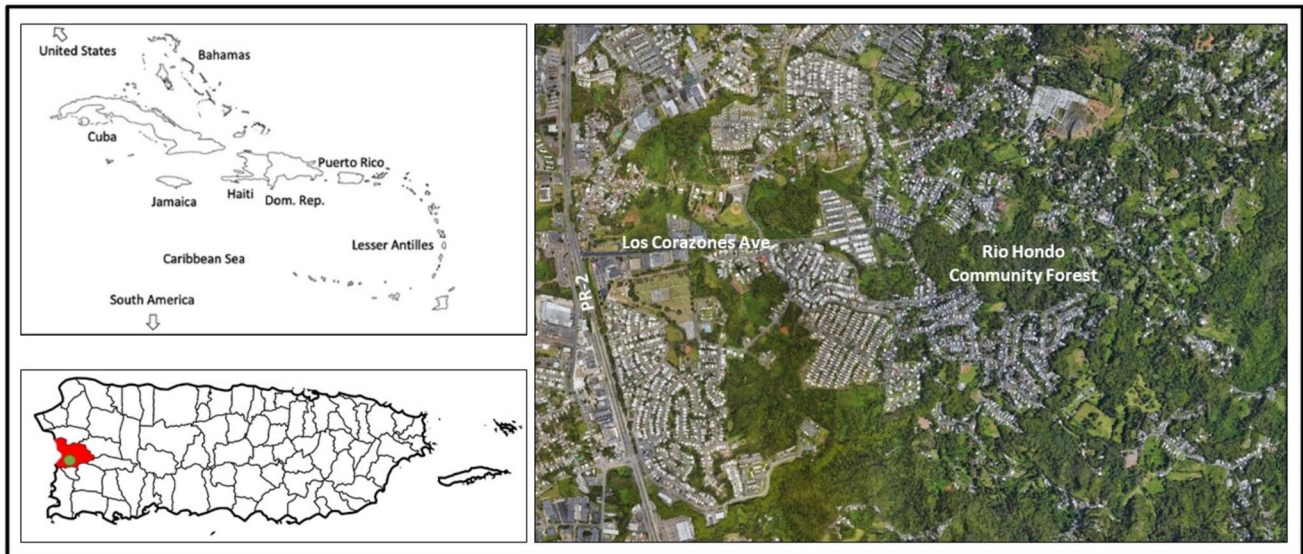 United States
Bahamas
Cuba
Puerto Rico
Haiti
Jamaica
Dom. Rep.
Lesser Antilles
Caribbean Sea
South America
Los Corazones Ave.
PR-2
Rio Hondo
Community Forest